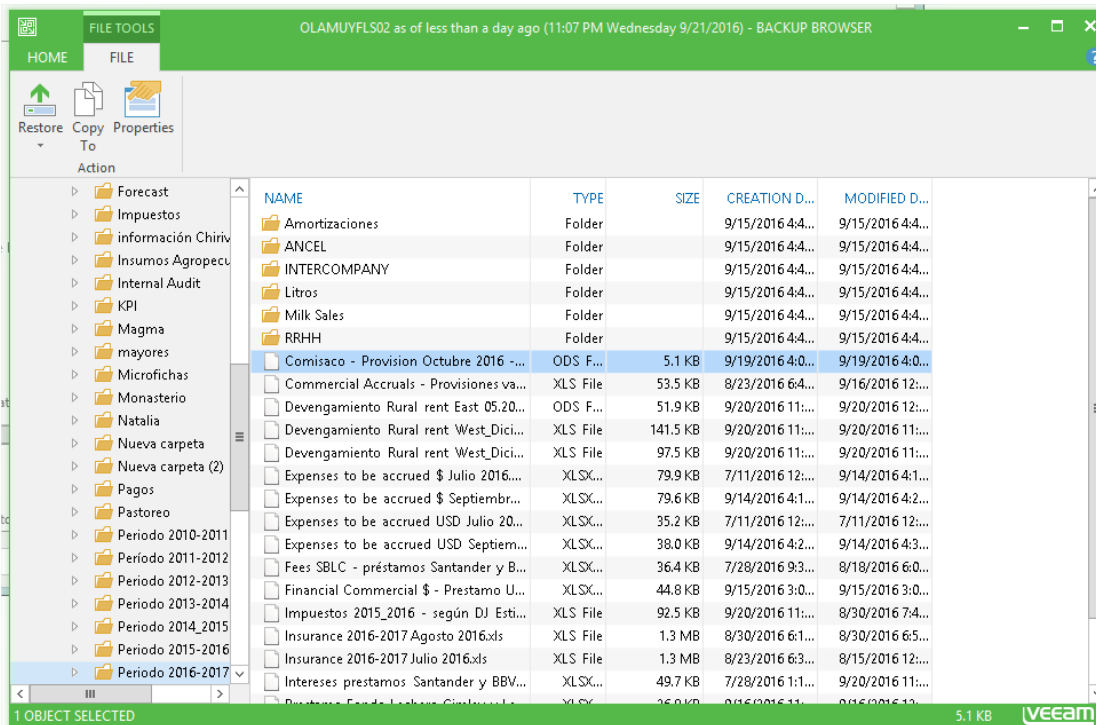 FILE TOOLS
OLAMUYFLS02 as of less than a day ago (11:07 PM Wednesday 9/21/2016) - BACKUP BROWSER
HOME FILE
Restore Copy To Properties
Action
Forecast
Impuestos
información Chiriv
Insumos Agropecu
Internal Audit
KPI
Magma
mayores
Microfichas
Monasterio
Natalia
Nueva carpeta
Nueva carpeta (2)
Pagos
Pastoreo
Periodo 2010-2011
Período 2011-2012
Periodo 2012-2013
Periodo 2013-2014
Periodo 2014_2015
Periodo 2015-2016
Periodo 2016-2017
NAME TYPE SIZE CREATION D... MODIFIED D...
Amortizaciones Folder 9/15/2016 4:4... 9/15/2016 4:4...
ANCEL Folder 9/15/2016 4:4... 9/15/2016 4:4...
INTERCOMPANY Folder 9/15/2016 4:4... 9/15/2016 4:4...
Litros Folder 9/15/2016 4:4... 9/15/2016 4:4...
Milk Sales Folder 9/15/2016 4:4... 9/15/2016 4:4...
RRHH Folder 9/15/2016 4:4... 9/15/2016 4:4...
Comisaco - Provision Octubre 2016 -... ODS F... 5.1 KB 9/19/2016 4:0... 9/19/2016 4:0...
Commercial Accruals - Provisiones va... XLS File 53.5 KB 8/23/2016 6:4... 9/16/2016 12:...
Devengamiento Rural rent East 05.20... ODS F... 51.9 KB 9/20/2016 11:... 9/20/2016 12:...
Devengamiento Rural rent West_Dici... XLS File 141.5 KB 9/20/2016 11:... 9/20/2016 11:...
Devengamiento Rural rent West_Dici... XLS File 97.5 KB 9/20/2016 11:... 9/20/2016 11:...
Expenses to be accrued $ Julio 2016.... XLSX... 79.9 KB 7/11/2016 12:... 9/14/2016 4:1...
Expenses to be accrued $ Septiembr... XLSX... 79.6 KB 9/14/2016 4:1... 9/14/2016 4:2...
Expenses to be accrued USD Julio 20... XLSX... 35.2 KB 7/11/2016 12:... 7/11/2016 12:...
Expenses to be accrued USD Septiem... XLSX... 38.0 KB 9/14/2016 4:2... 9/14/2016 4:3...
Fees SBLC - préstamos Santander y B... XLSX... 36.4 KB 7/28/2016 9:3... 8/18/2016 6:0...
Financial Commercial $ - Prestamo U... XLSX... 44.8 KB 9/15/2016 3:0... 9/15/2016 3:0...
Impuestos 2015_2016 - según DJ Esti... XLS File 92.5 KB 9/20/2016 11:... 8/30/2016 7:4...
Insurance 2016-2017 Agosto 2016.xls XLS File 1.3 MB 8/30/2016 6:1... 8/30/2016 6:5...
Insurance 2016-2017 Julio 2016.xls XLS File 1.3 MB 8/23/2016 6:3... 8/15/2016 12:...
Intereses prestamos Santander y BBV... XLSX... 49.7 KB 7/28/2016 1:1... 9/20/2016 11:...
1 OBJECT SELECTED 5.1 KB veeam